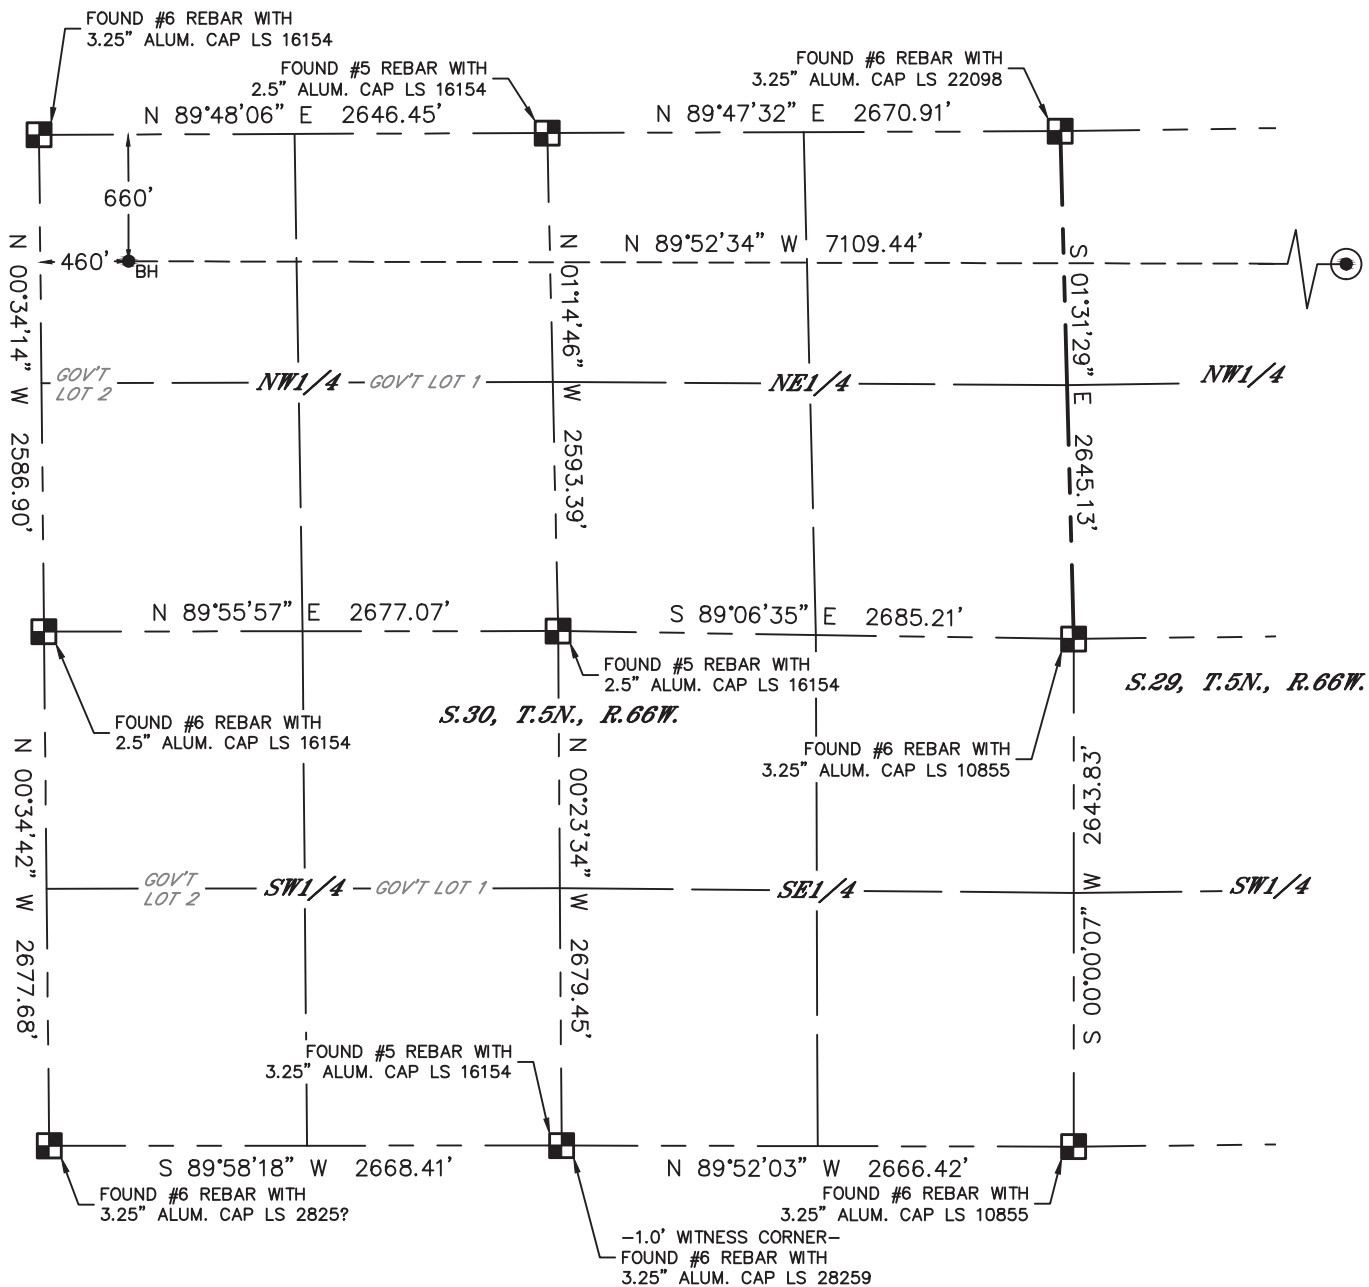 FOUND #6 REBAR WITH
3.25" ALUM. CAP LS 16154
FOUND #5 REBAR WITH
2.5" ALUM. CAP LS 16154
FOUND #6 REBAR WITH
3.25" ALUM. CAP LS 22098
N 89°48'06" E 2646.45'
N 89°47'32" E 2670.91'
660'
N 89°52'34" W 7109.44'
460'
BH
N 00°34'14" W 2586.90'
N 01°14'46" W 2593.39'
S 01°31'29" E 2645.13'
GOV'T
LOT 2
NW1/4
GOV'T LOT 1
NE1/4
NW1/4
N 89°55'57" E 2677.07'
S 89°06'35" E 2685.21'
FOUND #5 REBAR WITH
2.5" ALUM. CAP LS 16154
S.29, T.5N., R.66W.
S.30, T.5N., R.66W.
FOUND #6 REBAR WITH
2.5" ALUM. CAP LS 16154
FOUND #6 REBAR WITH
3.25" ALUM. CAP LS 10855
N 00°34'42" W 2677.68'
N 00°23'34" W 2679.45'
S 00°00'07" W 2643.83'
GOV'T
LOT 2
SW1/4
GOV'T LOT 1
SE1/4
SW1/4
FOUND #5 REBAR WITH
3.25" ALUM. CAP LS 16154
S 89°58'18" W 2668.41'
N 89°52'03" W 2666.42'
FOUND #6 REBAR WITH
3.25" ALUM. CAP LS 2825?
FOUND #6 REBAR WITH
3.25" ALUM. CAP LS 10855
-1.0' WITNESS CORNER-
FOUND #6 REBAR WITH
3.25" ALUM. CAP LS 28259